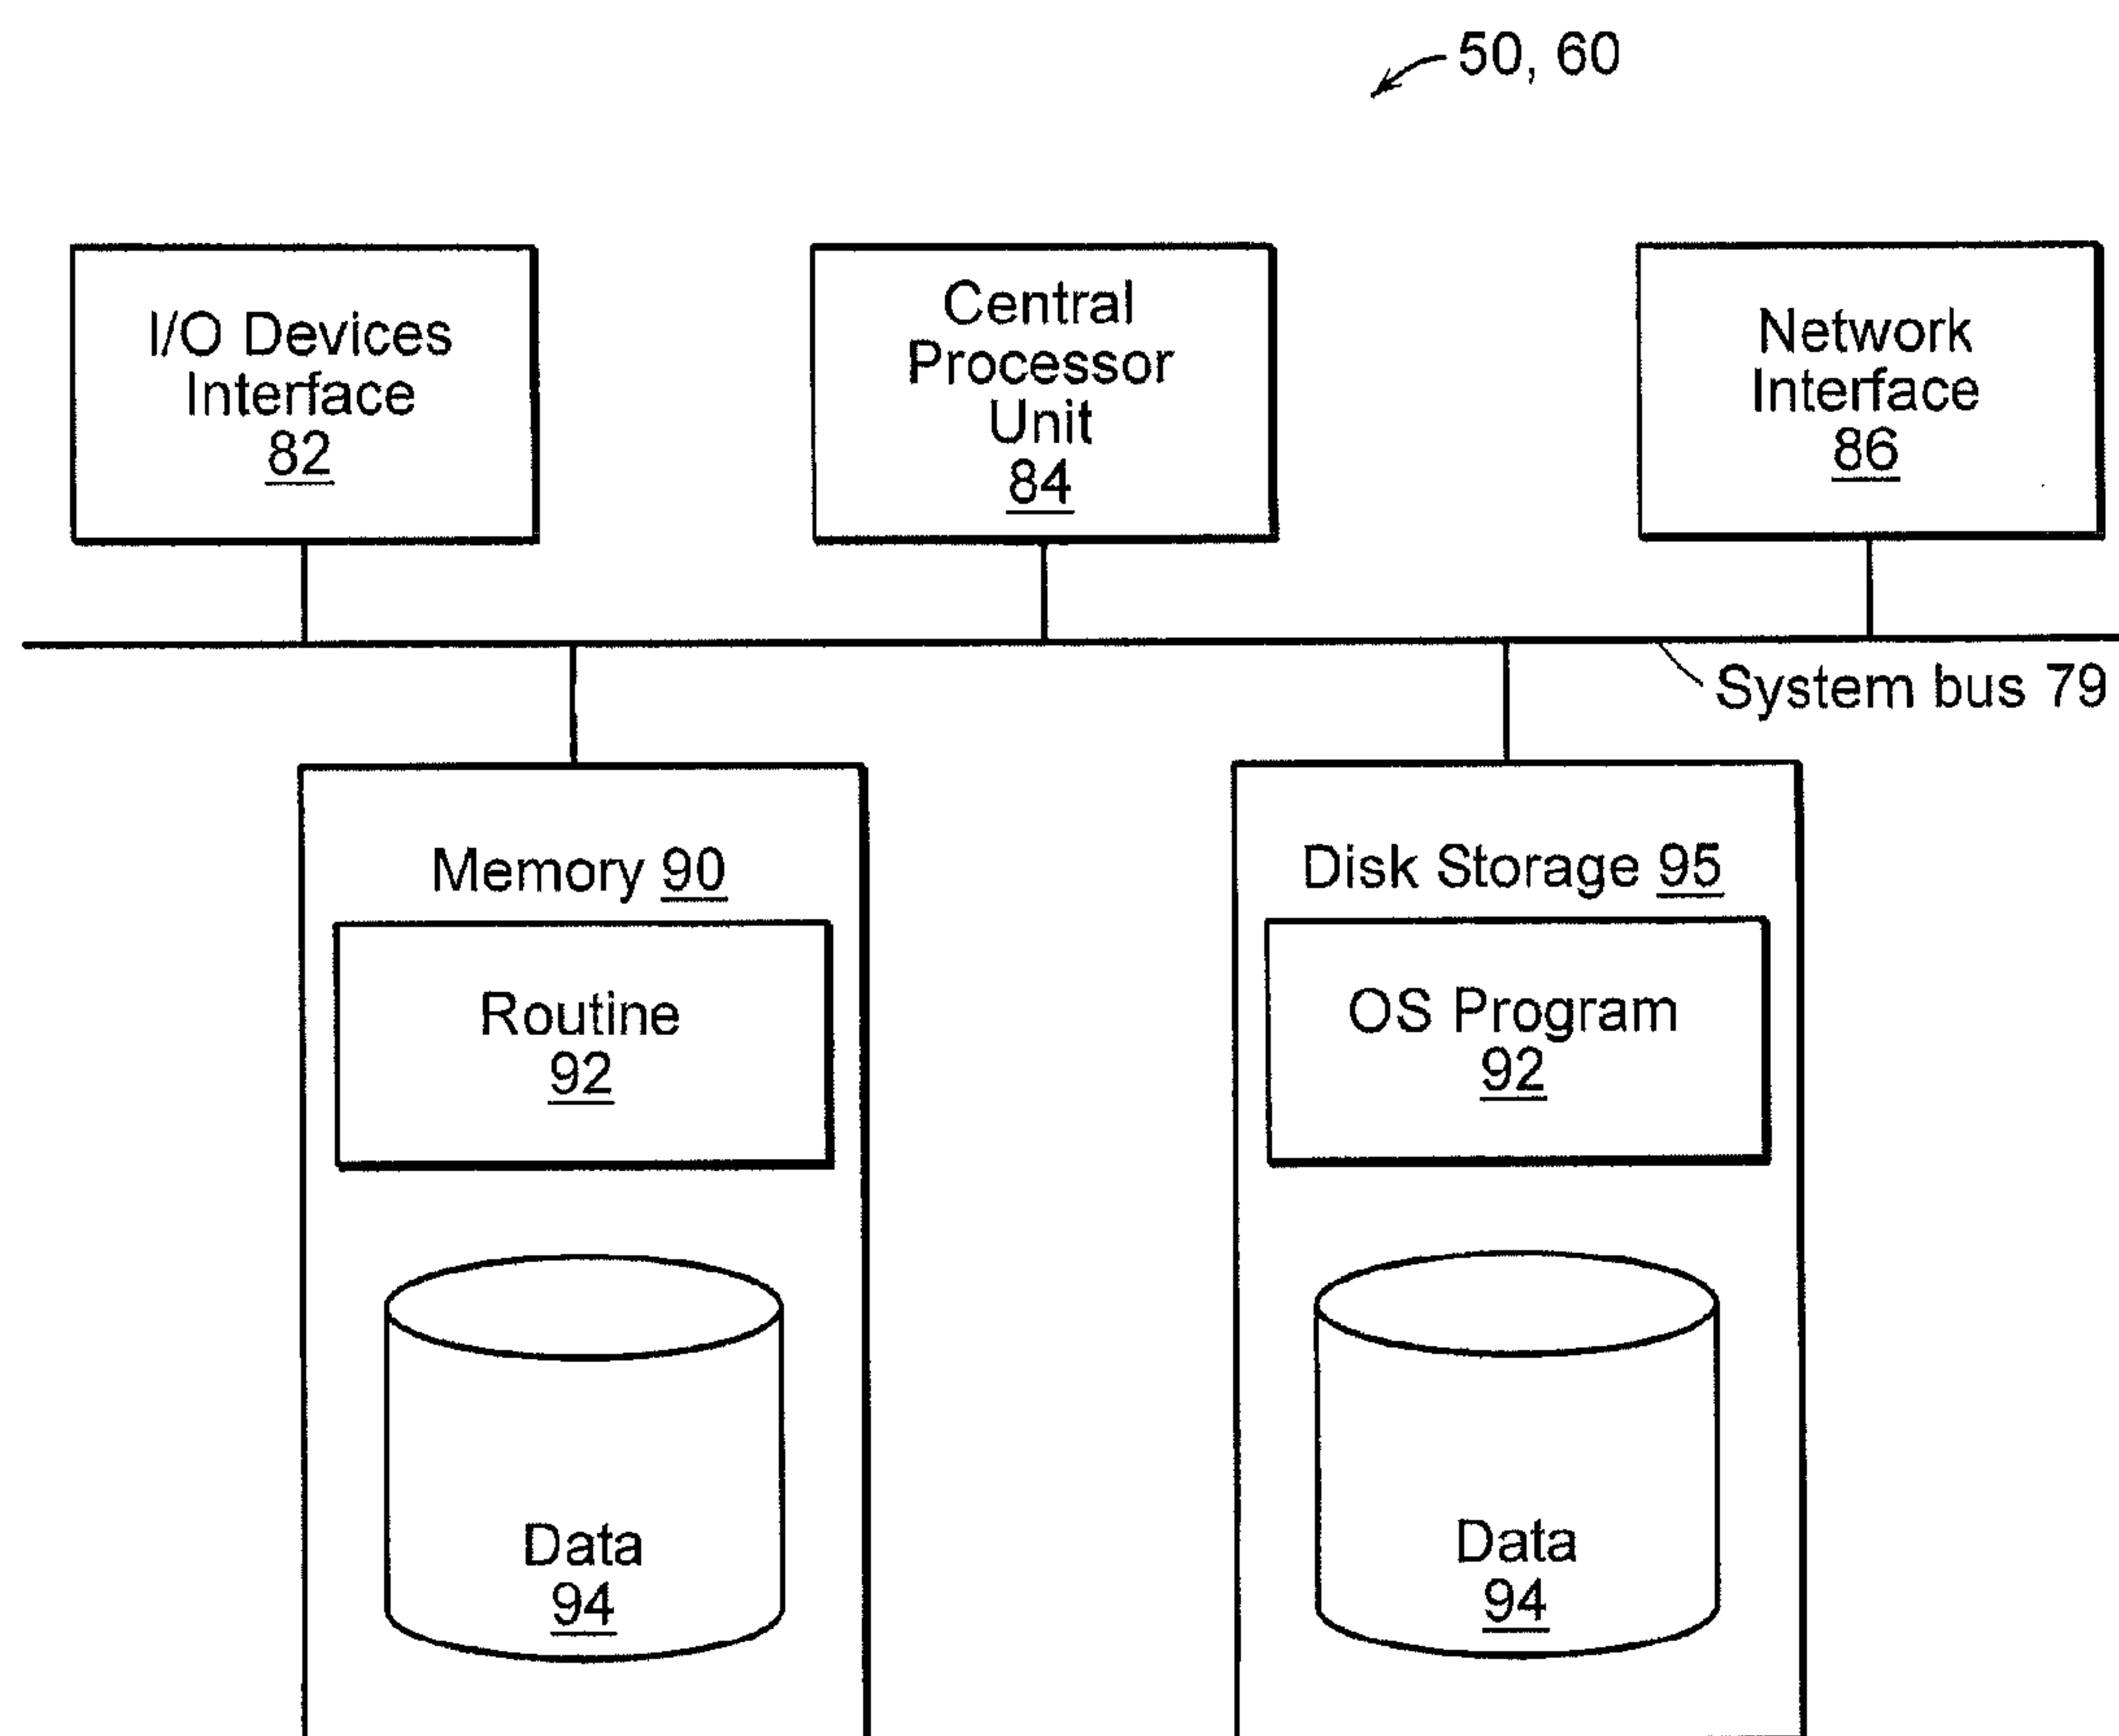 50, 60
I/O Devices
Interface
82
Central
Processor
Unit
84
Network
Interface
86
System bus 79
Memory 90
Routine
92
Data
94
Disk Storage 95
OS Program
92
Data
94